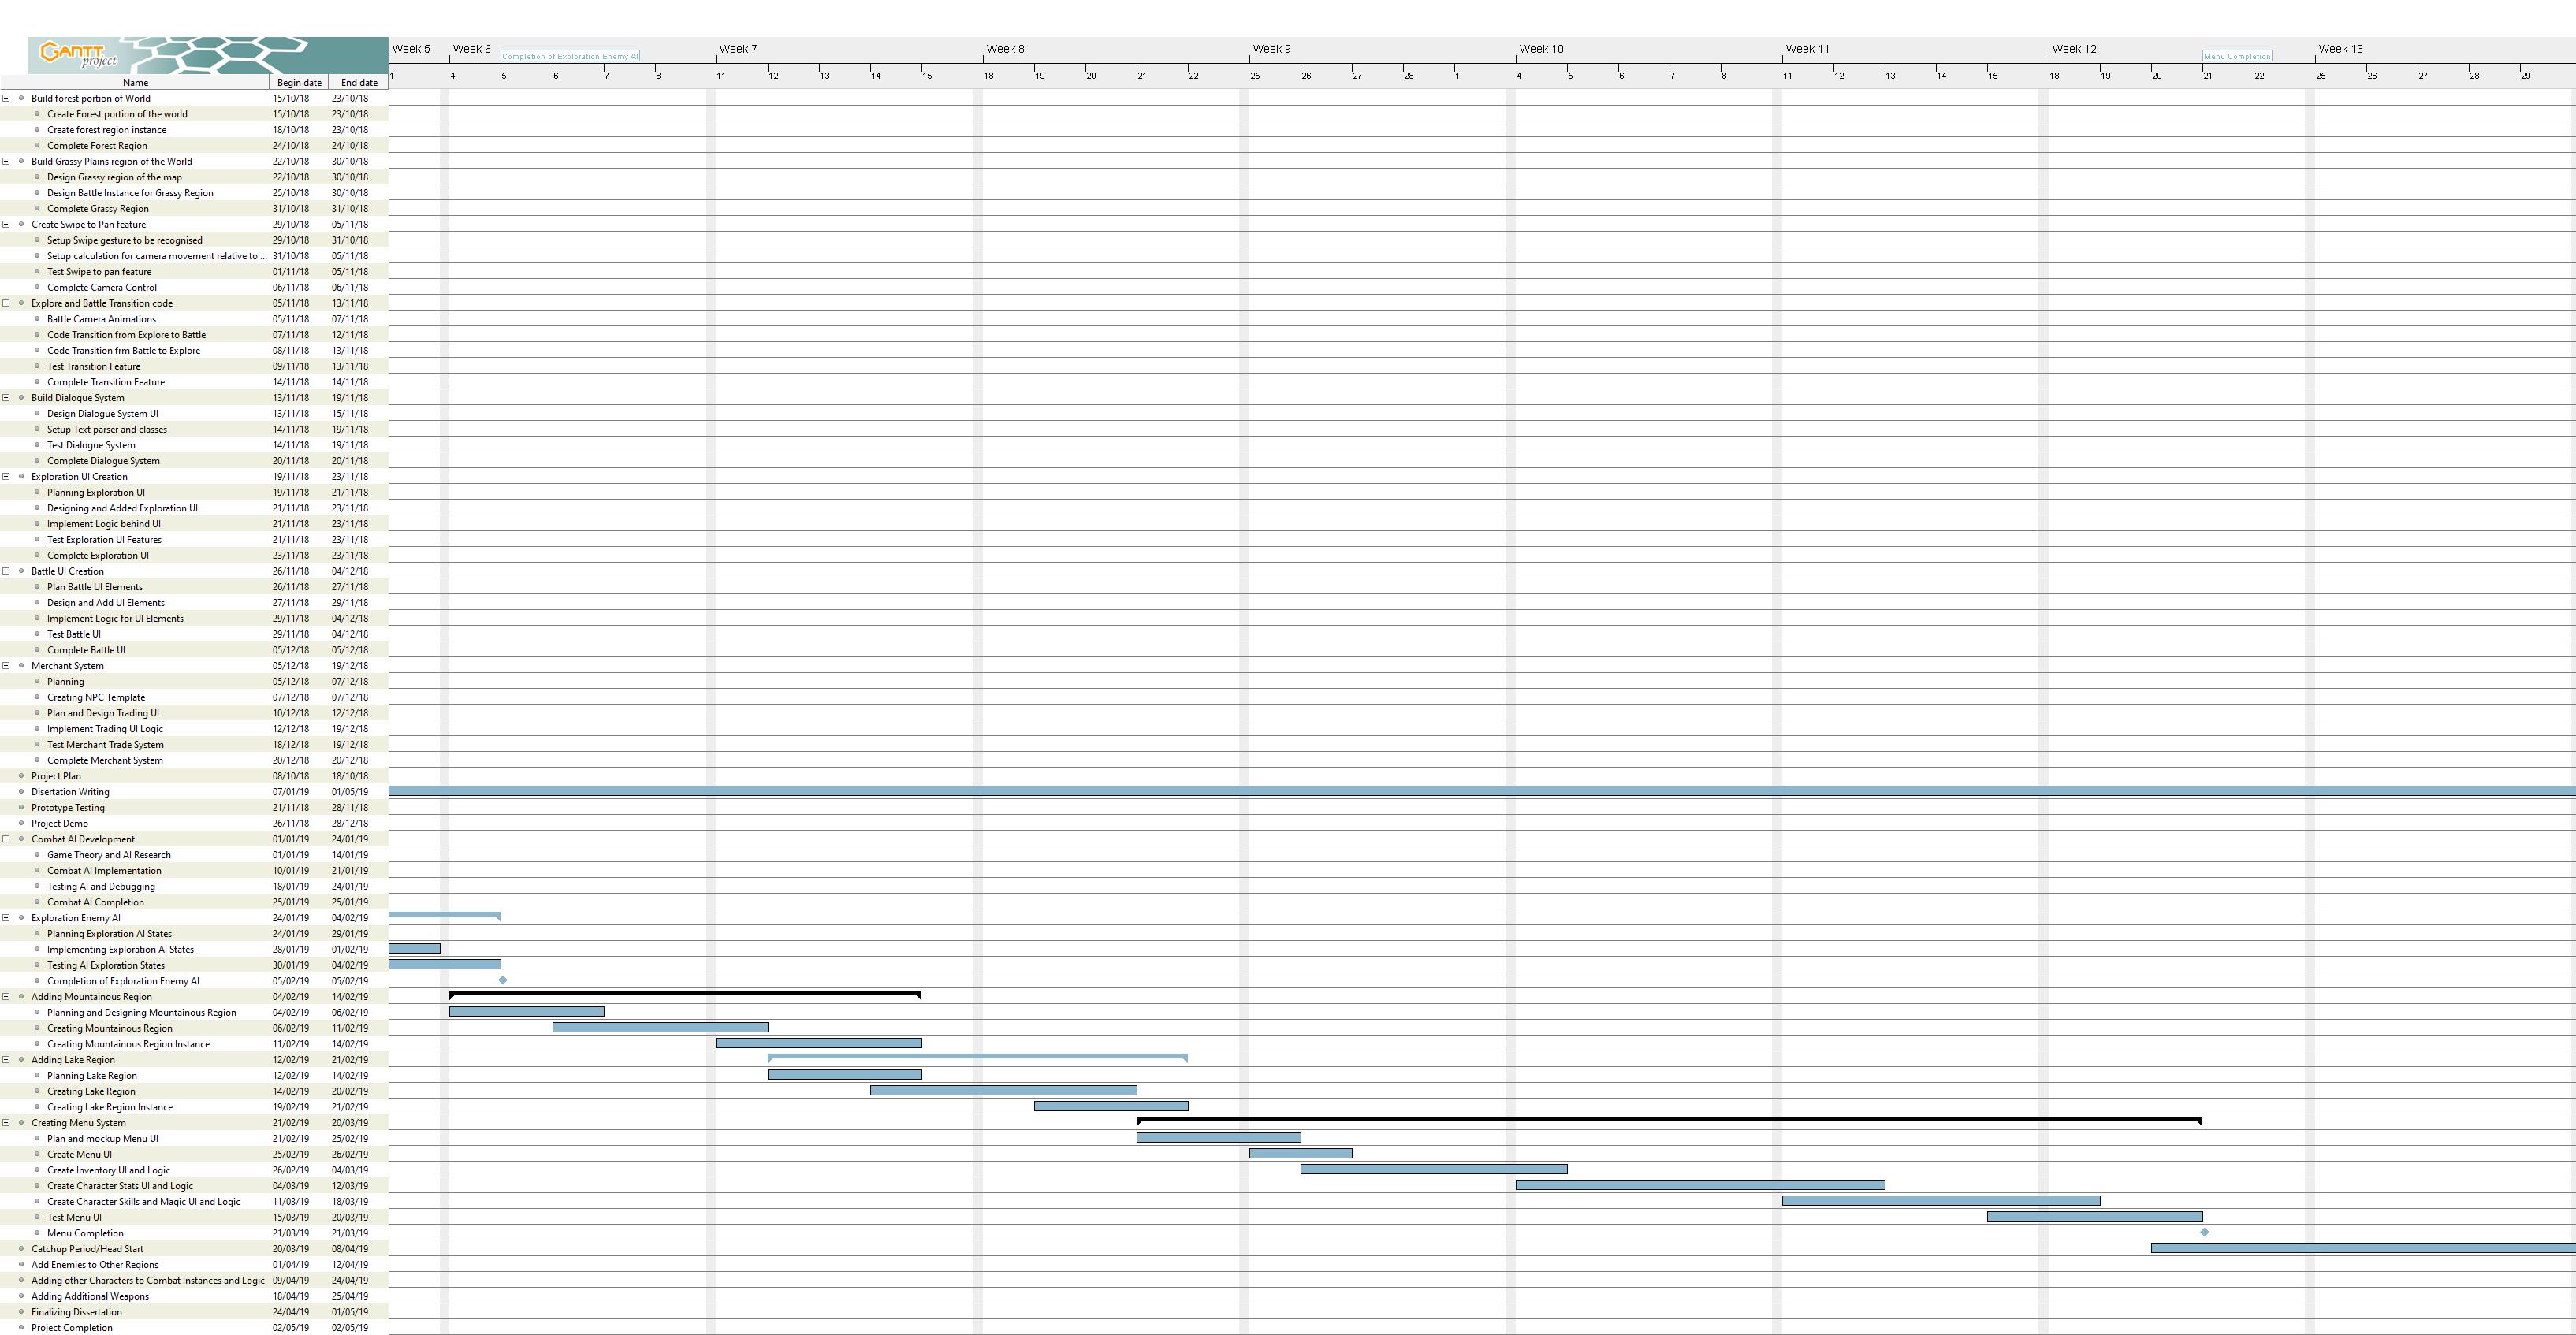 GANTT project
Week 5 Week 6 Week 7 Week 8 Week 9 Week 10 Week 11 Week 12 Week 13
Completion of Exploration Enemy AI Menu Completion
1 4 5 6 7 8 11 12 13 14 15 18 19 20 21 22 25 26 27 28 1 4 5 6 7 8 11 12 13 14 15 18 19 20 21 22 25 26 27 28 29
Name Begin date End date
Build forest portion of World 15/10/18 23/10/18
Create Forest portion of the world 15/10/18 23/10/18
Create forest region instance 18/10/18 23/10/18
Complete Forest Region 24/10/18 24/10/18
Build Grassy Plains region of the World 22/10/18 30/10/18
Design Grassy region of the map 22/10/18 30/10/18
Design Battle Instance for Grassy Region 25/10/18 30/10/18
Complete Grassy Region 31/10/18 31/10/18
Create Swipe to Pan feature 29/10/18 05/11/18
Setup Swipe gesture to be recognised 29/10/18 31/10/18
Setup calculation for camera movement relative to ... 31/10/18 05/11/18
Test Swipe to pan feature 01/11/18 05/11/18
Complete Camera Control 06/11/18 06/11/18
Explore and Battle Transition code 05/11/18 13/11/18
Battle Camera Animations 05/11/18 07/11/18
Code Transition from Explore to Battle 07/11/18 12/11/18
Code Transition frm Battle to Explore 08/11/18 13/11/18
Test Transition Feature 09/11/18 13/11/18
Complete Transition Feature 14/11/18 14/11/18
Build Dialogue System 13/11/18 19/11/18
Design Dialogue System UI 13/11/18 15/11/18
Setup Text parser and classes 14/11/18 19/11/18
Test Dialogue System 14/11/18 19/11/18
Complete Dialogue System 20/11/18 20/11/18
Exploration UI Creation 19/11/18 23/11/18
Planning Exploration UI 19/11/18 21/11/18
Designing and Added Exploration UI 21/11/18 23/11/18
Implement Logic behind UI 21/11/18 23/11/18
Test Exploration UI Features 21/11/18 23/11/18
Complete Exploration UI 23/11/18 23/11/18
Battle UI Creation 26/11/18 04/12/18
Plan Battle UI Elements 26/11/18 27/11/18
Design and Add UI Elements 27/11/18 29/11/18
Implement Logic for UI Elements 29/11/18 04/12/18
Test Battle UI 29/11/18 04/12/18
Complete Battle UI 05/12/18 05/12/18
Merchant System 05/12/18 19/12/18
Planning 05/12/18 07/12/18
Creating NPC Template 07/12/18 07/12/18
Plan and Design Trading UI 10/12/18 12/12/18
Implement Trading UI Logic 12/12/18 19/12/18
Test Merchant Trade System 18/12/18 19/12/18
Complete Merchant System 20/12/18 20/12/18
Project Plan 08/10/18 18/10/18
Disertation Writing 07/01/19 01/05/19
Prototype Testing 21/11/18 28/11/18
Project Demo 26/11/18 28/12/18
Combat AI Development 01/01/19 24/01/19
Game Theory and AI Research 01/01/19 14/01/19
Combat AI Implementation 10/01/19 21/01/19
Testing AI and Debugging 18/01/19 24/01/19
Combat AI Completion 25/01/19 25/01/19
Exploration Enemy AI 24/01/19 04/02/19
Planning Exploration AI States 24/01/19 29/01/19
Implementing Exploration AI States 28/01/19 01/02/19
Testing AI Exploration States 30/01/19 04/02/19
Completion of Exploration Enemy AI 05/02/19 05/02/19
Adding Mountainous Region 04/02/19 14/02/19
Planning and Designing Mountainous Region 04/02/19 06/02/19
Creating Mountainous Region 06/02/19 11/02/19
Creating Mountainous Region Instance 11/02/19 14/02/19
Adding Lake Region 12/02/19 21/02/19
Planning Lake Region 12/02/19 14/02/19
Creating Lake Region 14/02/19 20/02/19
Creating Lake Region Instance 19/02/19 21/02/19
Creating Menu System 21/02/19 20/03/19
Plan and mockup Menu UI 21/02/19 25/02/19
Create Menu UI 25/02/19 26/02/19
Create Inventory UI and Logic 26/02/19 04/03/19
Create Character Stats UI and Logic 04/03/19 12/03/19
Create Character Skills and Magic UI and Logic 11/03/19 18/03/19
Test Menu UI 15/03/19 20/03/19
Menu Completion 21/03/19 21/03/19
Catchup Period/Head Start 20/03/19 08/04/19
Add Enemies to Other Regions 01/04/19 12/04/19
Adding other Characters to Combat Instances and Logic 09/04/19 24/04/19
Adding Additional Weapons 18/04/19 25/04/19
Finalizing Dissertation 24/04/19 01/05/19
Project Completion 02/05/19 02/05/19